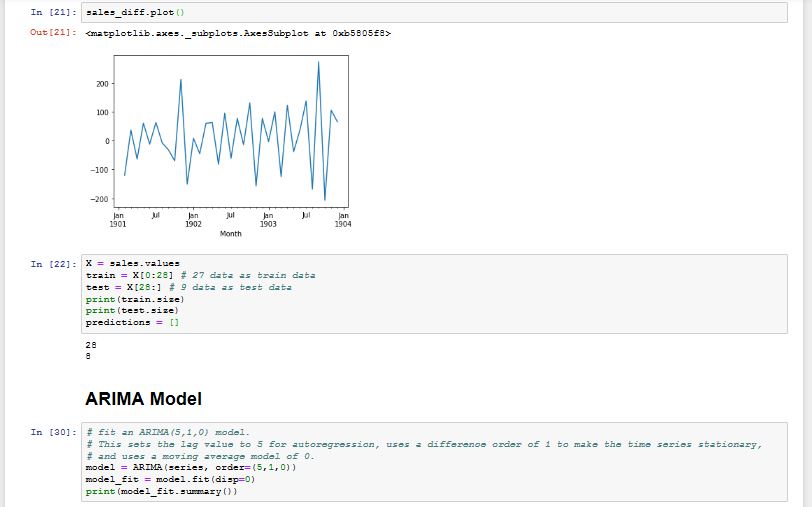 In [21]: sales_diff.plot()
Out[21]: <matplotlib.axes._subplots.AxesSubplot at 0xb5805f8>
200
100
0
−100
−200
Jan Jul Jan Jul Jan Jul Jan
1901 1902 1903 1904
Month
In [22]: X = sales.values
train = X[0:28] # 27 data as train data
test = X[28:] # 9 data as test data
print(train.size)
print(test.size)
predictions = []
28
8
ARIMA Model
In [30]: # fit an ARIMA(5,1,0) model.
# This sets the lag value to 5 for autoregression, uses a difference order of 1 to make the time series stationary,
# and uses a moving average model of 0.
model = ARIMA(series, order=(5,1,0))
model_fit = model.fit(disp=0)
print(model_fit.summary())